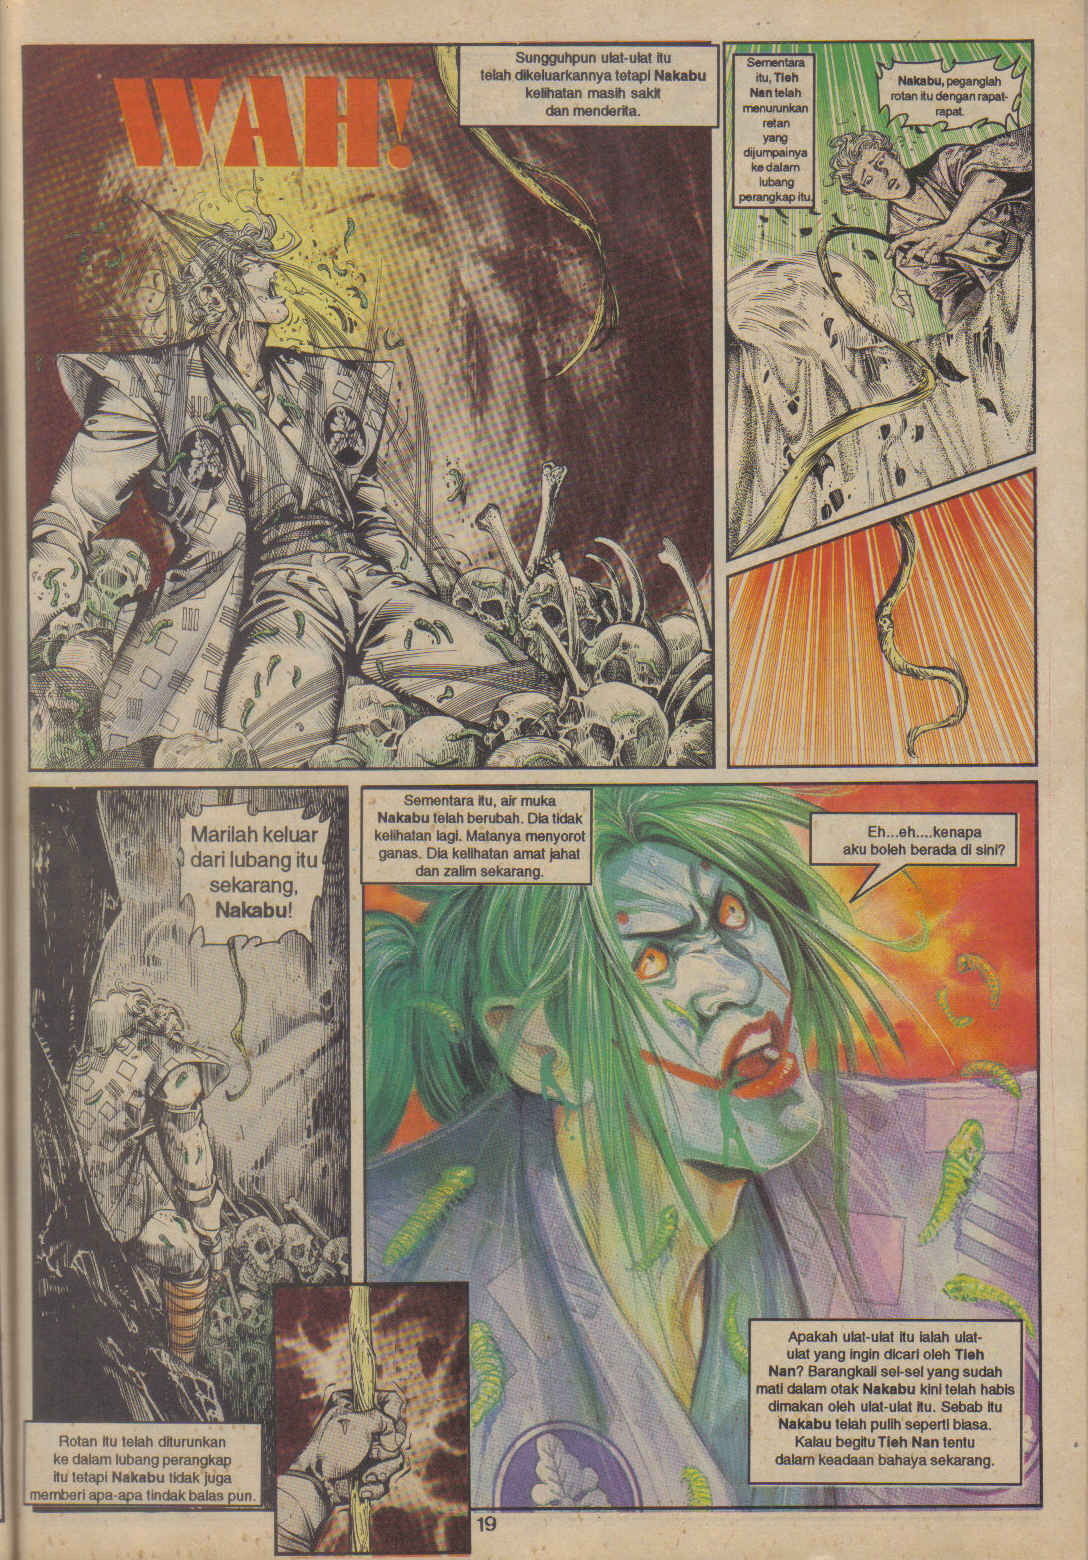 WAH!
Sungguhpun ulat-ulat itu
telah dikeluarkannya tetapi Nakabu
kelihatan masih sakit
dan menderita.
Sementara
itu, Tieh
Nan telah
menurunkan
retan
yang
dijumpainya
ke dalam
lubang
perangkap itu.
Nakabu, peganglah
rotan itu dengan rapat-
rapat.
Marilah keluar
dari lubang itu
sekarang,
Nakabu!
Rotan itu telah diturunkan
ke dalam lubang perangkap
itu tetapi Nakabu tidak juga
memberi apa-apa tindak balas pun.
Sementara itu, air muka
Nakabu telah berubah. Dia tidak
kelihatan lagi. Matanya menyorot
ganas. Dia kelihatan amat jahat
dan zalim sekarang.
Eh...eh....kenapa
aku boleh berada di sini?
Apakah ulat-ulat itu ialah ulat-
ulat yang ingin dicari oleh Tieh
Nan? Barangkali sel-sel yang sudah
mati dalam otak Nakabu kini telah habis
dimakan oleh ulat-ulat itu. Sebab itu
Nakabu telah pulih seperti biasa.
Kalau begitu Tieh Nan tentu
dalam keadaan bahaya sekarang.
19